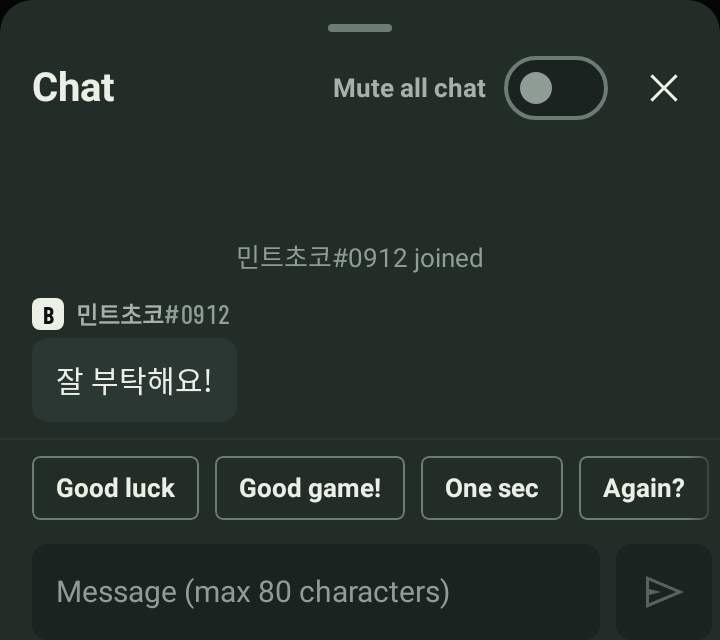 Chat
Mute all chat
민트초코#0912 joined
B 민트초코#0912
잘 부탁해요!
Good luck
Good game!
One sec
Again?
Message (max 80 characters)